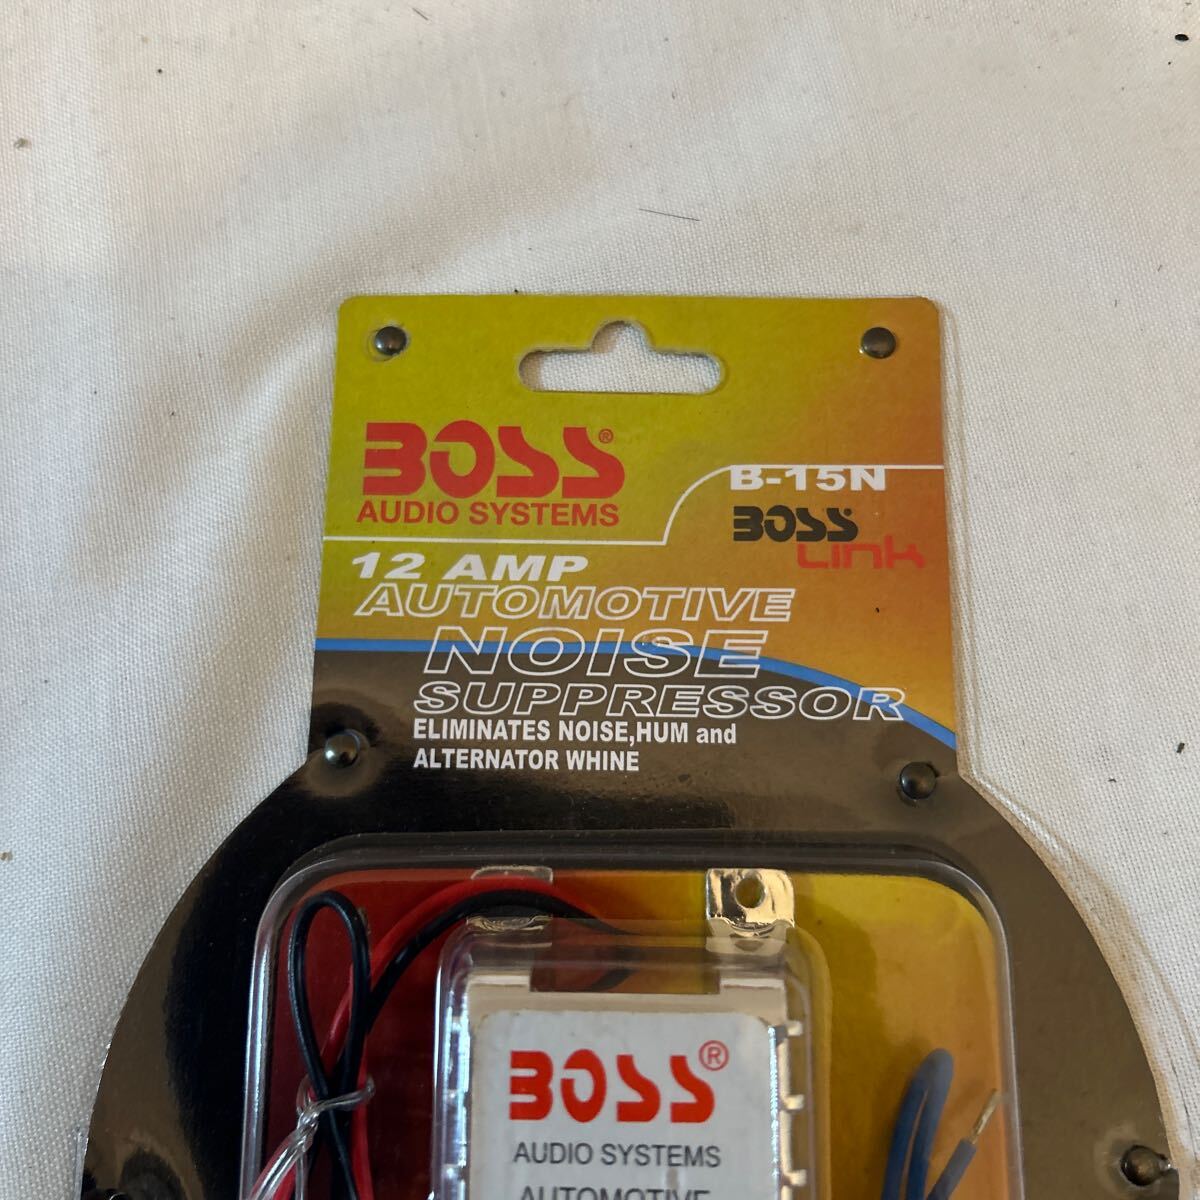 BOSS®
AUDIO SYSTEMS
B-15N
BOSS
Link
12 AMP
AUTOMOTIVE
NOISE
SUPPRESSOR
ELIMINATES NOISE,HUM and
ALTERNATOR WHINE
BOSS®
AUDIO SYSTEMS
AUTOMOTIVE